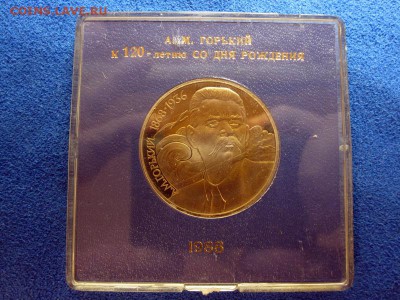 COINS.LAVE.RU
А.М. ГОРЬКИЙ
К 120-летию СО ДНЯ РОЖДЕНИЯ
М.ГОРЬКИЙ 1868-1936
1988